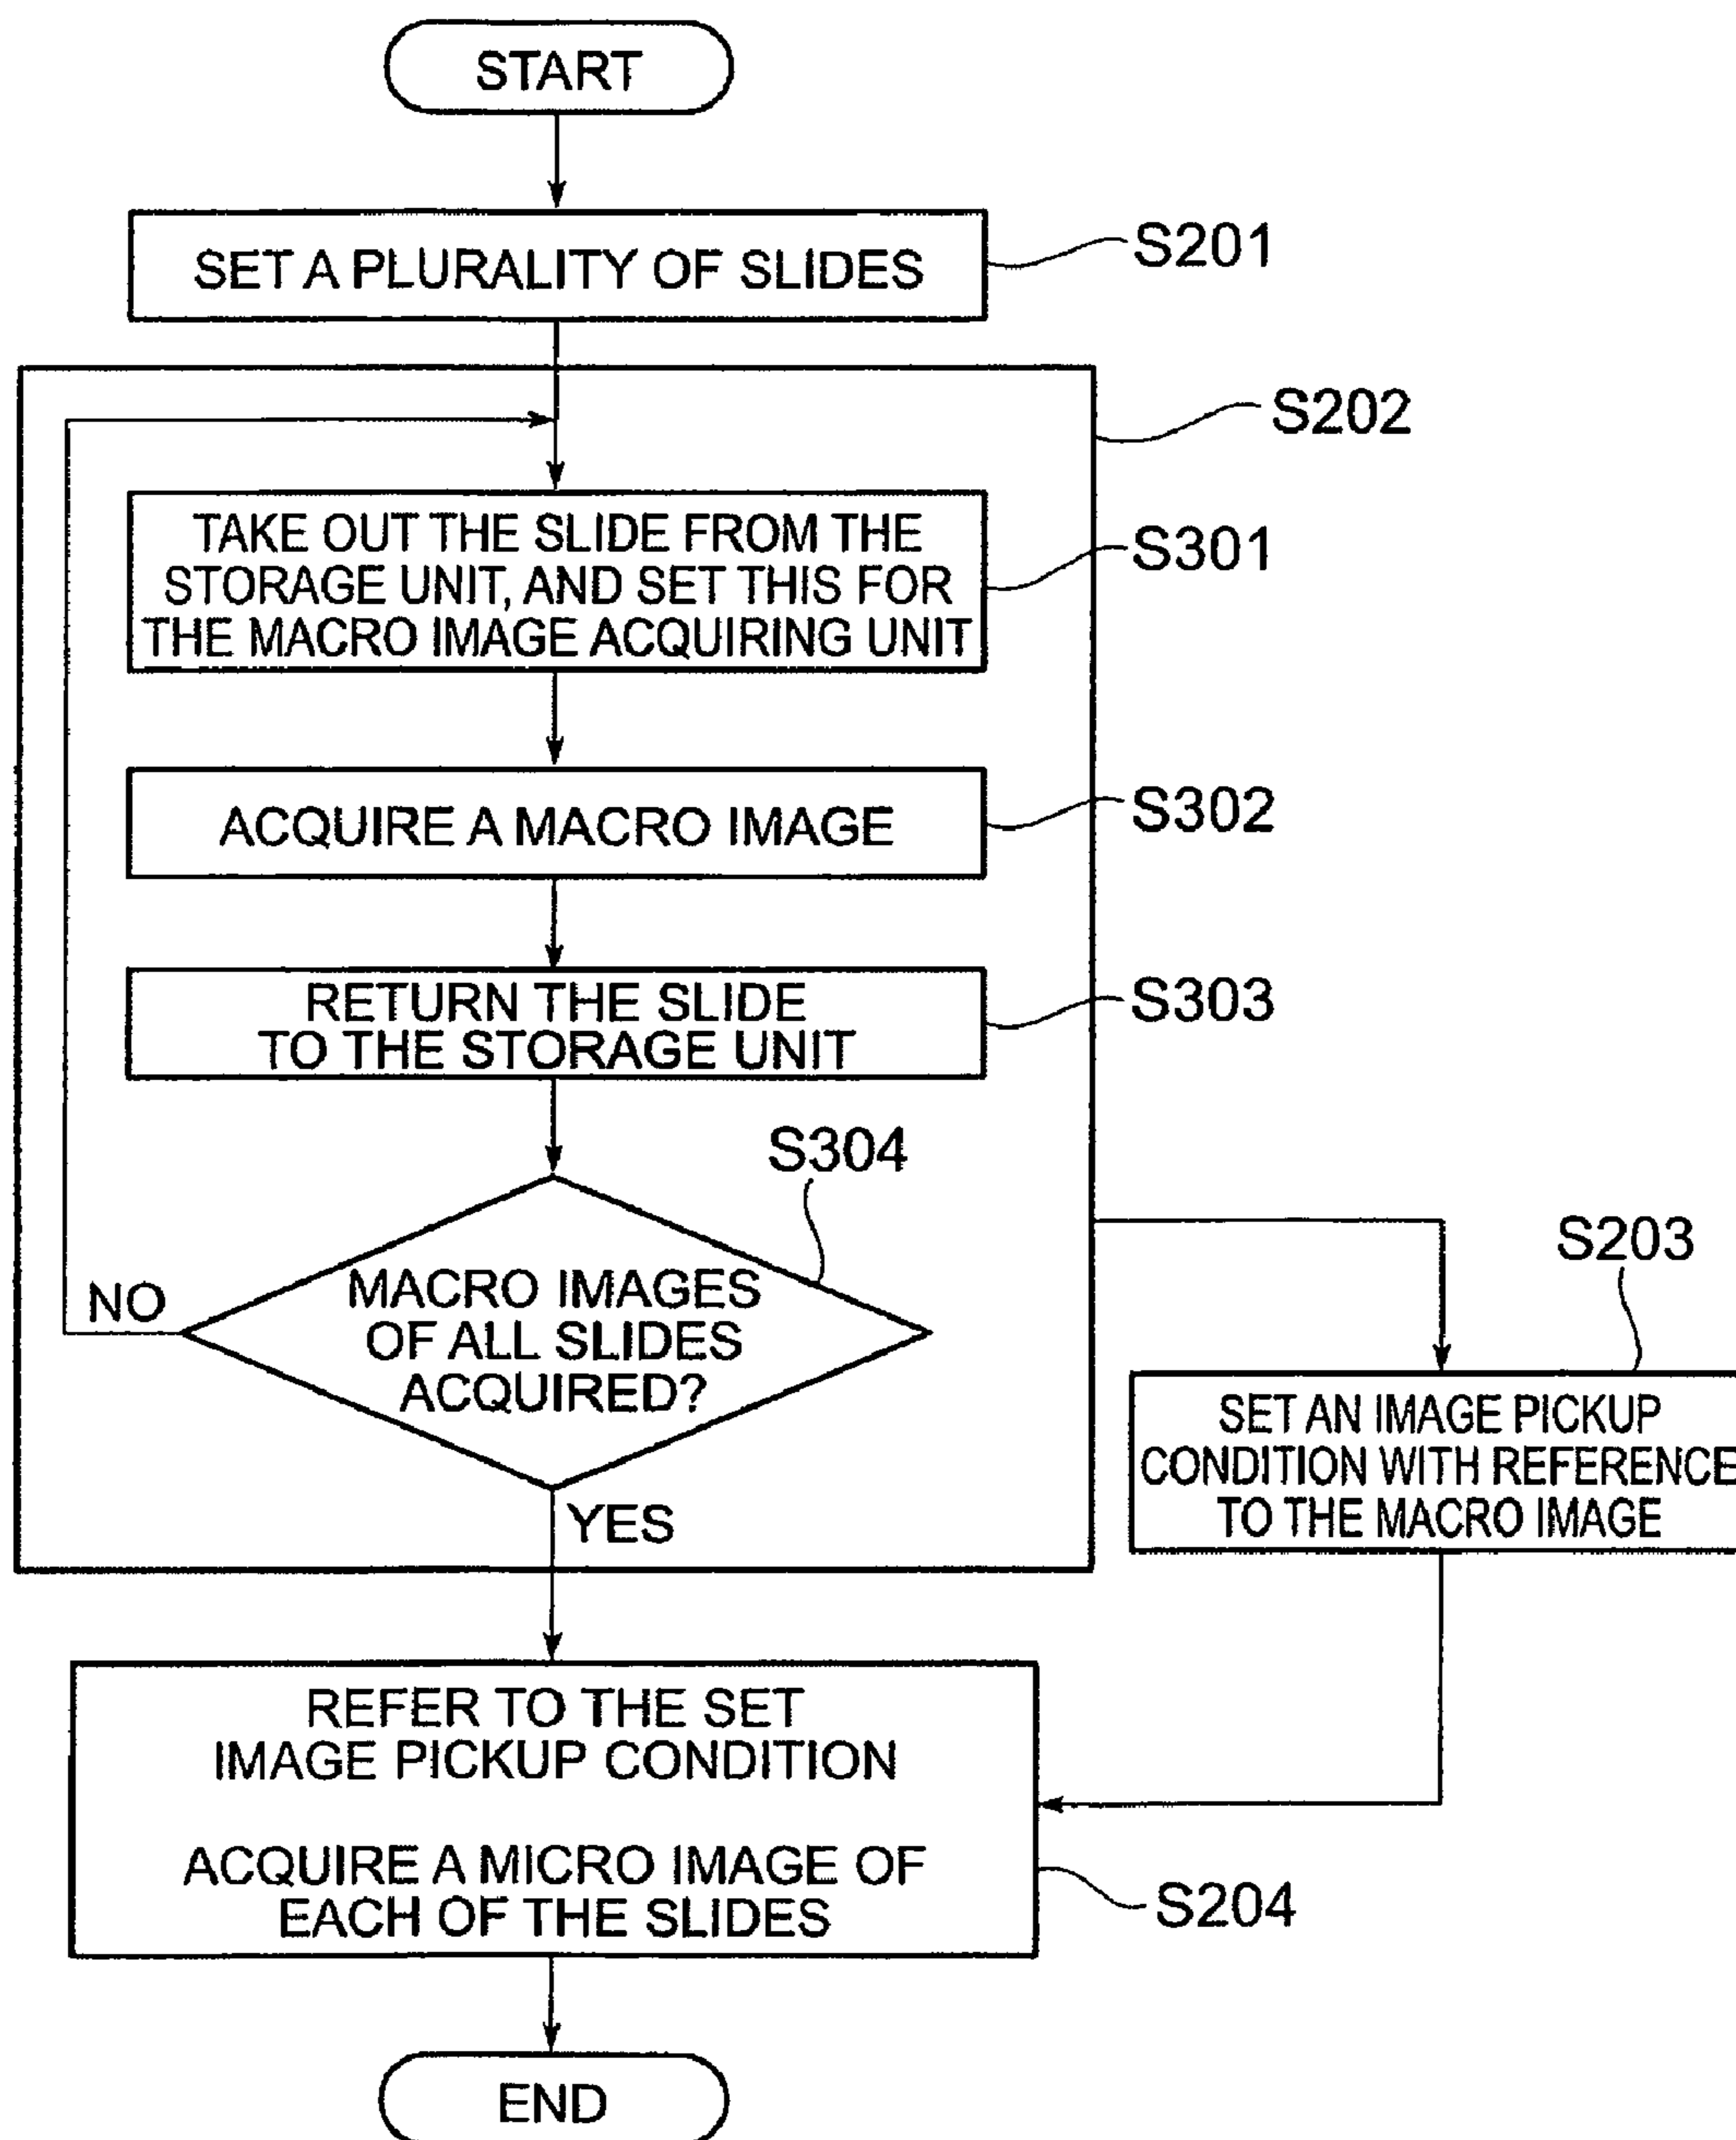 START
SET A PLURALITY OF SLIDES
S201
S202
TAKE OUT THE SLIDE FROM THE
STORAGE UNIT, AND SET THIS FOR
THE MACRO IMAGE ACQUIRING UNIT
S301
ACQUIRE A MACRO IMAGE
S302
RETURN THE SLIDE
TO THE STORAGE UNIT
S303
S304
MACRO IMAGES
OF ALL SLIDES
ACQUIRED?
NO
YES
S203
SET AN IMAGE PICKUP
CONDITION WITH REFERENCE
TO THE MACRO IMAGE
REFER TO THE SET
IMAGE PICKUP CONDITION
ACQUIRE A MICRO IMAGE OF
EACH OF THE SLIDES
S204
END